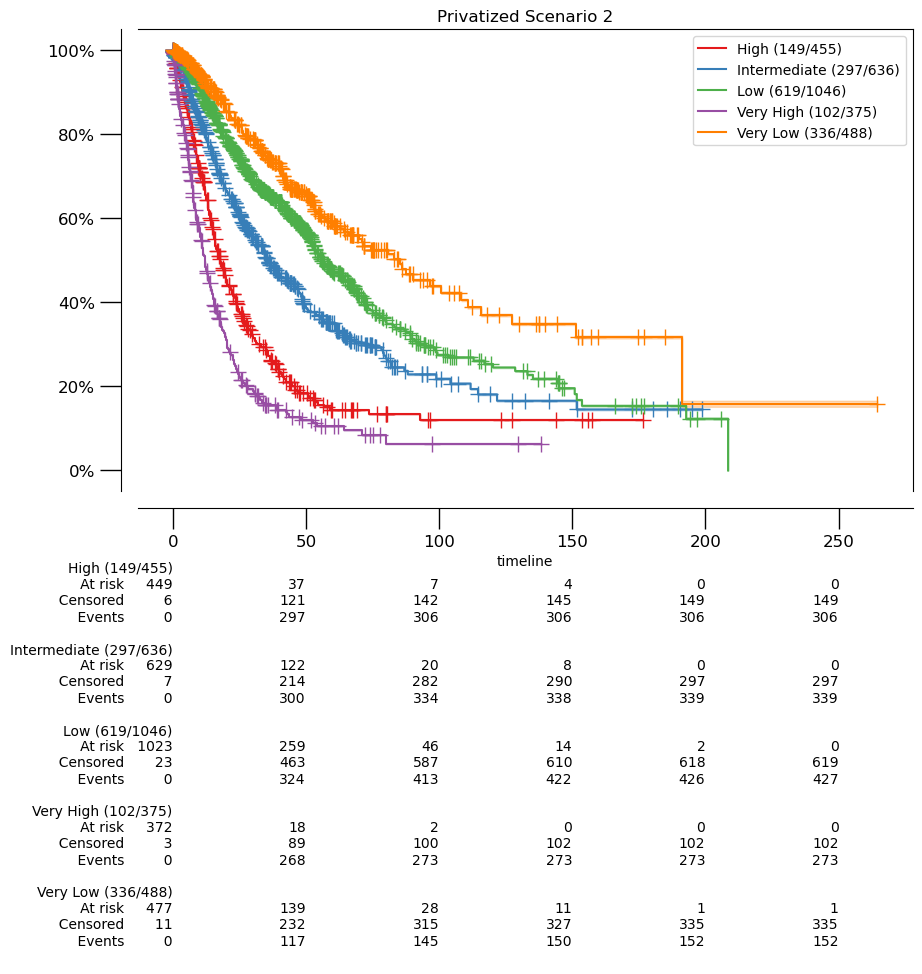 Privatized Scenario 2
100%
80%
60%
40%
20%
0%
High (149/455)
Intermediate (297/636)
Low (619/1046)
Very High (102/375)
Very Low (336/488)
0 50 100 150 200 250
timeline
High (149/455)
At risk 449 37 7 4 0 0
Censored 6 121 142 145 149 149
Events 0 297 306 306 306 306
Intermediate (297/636)
At risk 629 122 20 8 0 0
Censored 7 214 282 290 297 297
Events 0 300 334 338 339 339
Low (619/1046)
At risk 1023 259 46 14 2 0
Censored 23 463 587 610 618 619
Events 0 324 413 422 426 427
Very High (102/375)
At risk 372 18 2 0 0 0
Censored 3 89 100 102 102 102
Events 0 268 273 273 273 273
Very Low (336/488)
At risk 477 139 28 11 1 1
Censored 11 232 315 327 335 335
Events 0 117 145 150 152 152